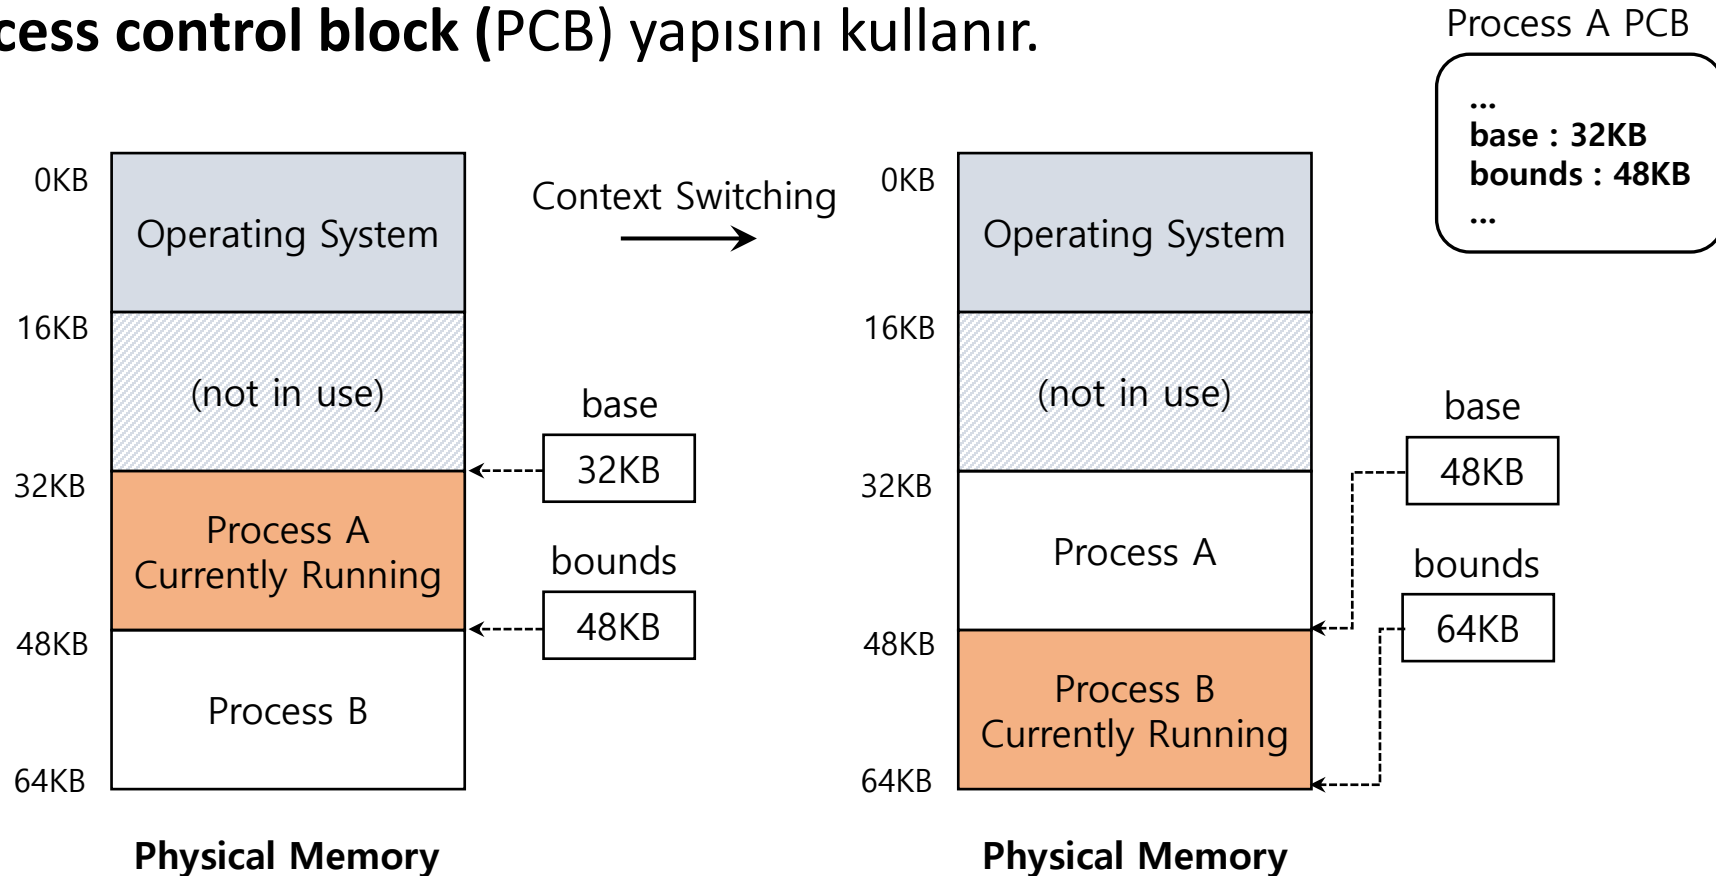 cess control block (PCB) yapısını kullanır.
Process A PCB
...
base : 32KB
bounds : 48KB
...
0KB
Operating System
16KB
(not in use)
32KB
Process A
Currently Running
48KB
Process B
64KB
Physical Memory
base
32KB
bounds
48KB
Context Switching
0KB
Operating System
16KB
(not in use)
32KB
Process A
48KB
Process B
Currently Running
64KB
Physical Memory
base
48KB
bounds
64KB